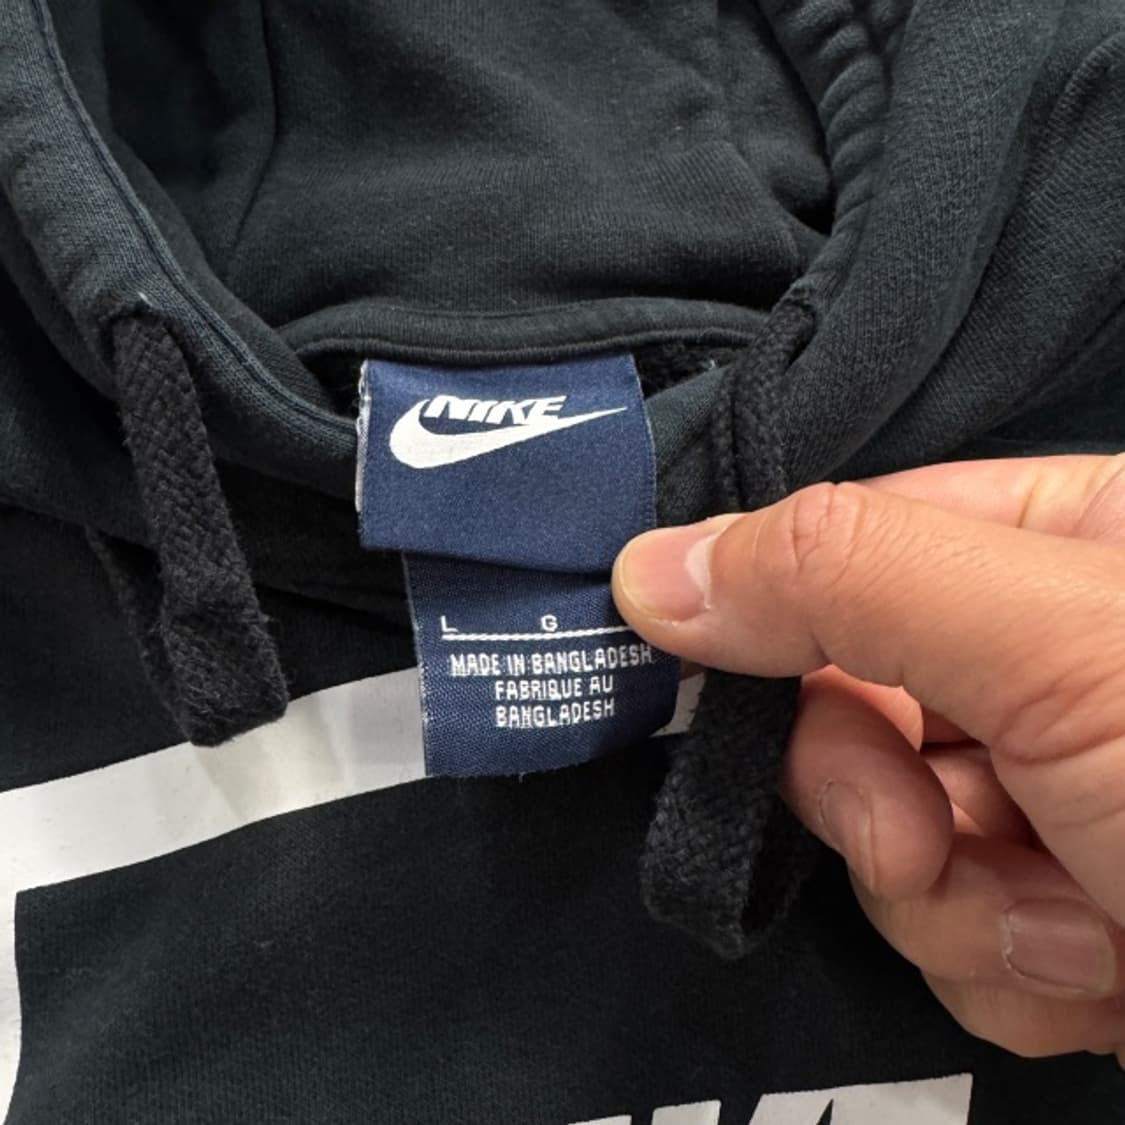 NIKE
L G
MADE IN BANGLADESH
FABRIQUE AU
BANGLADESH